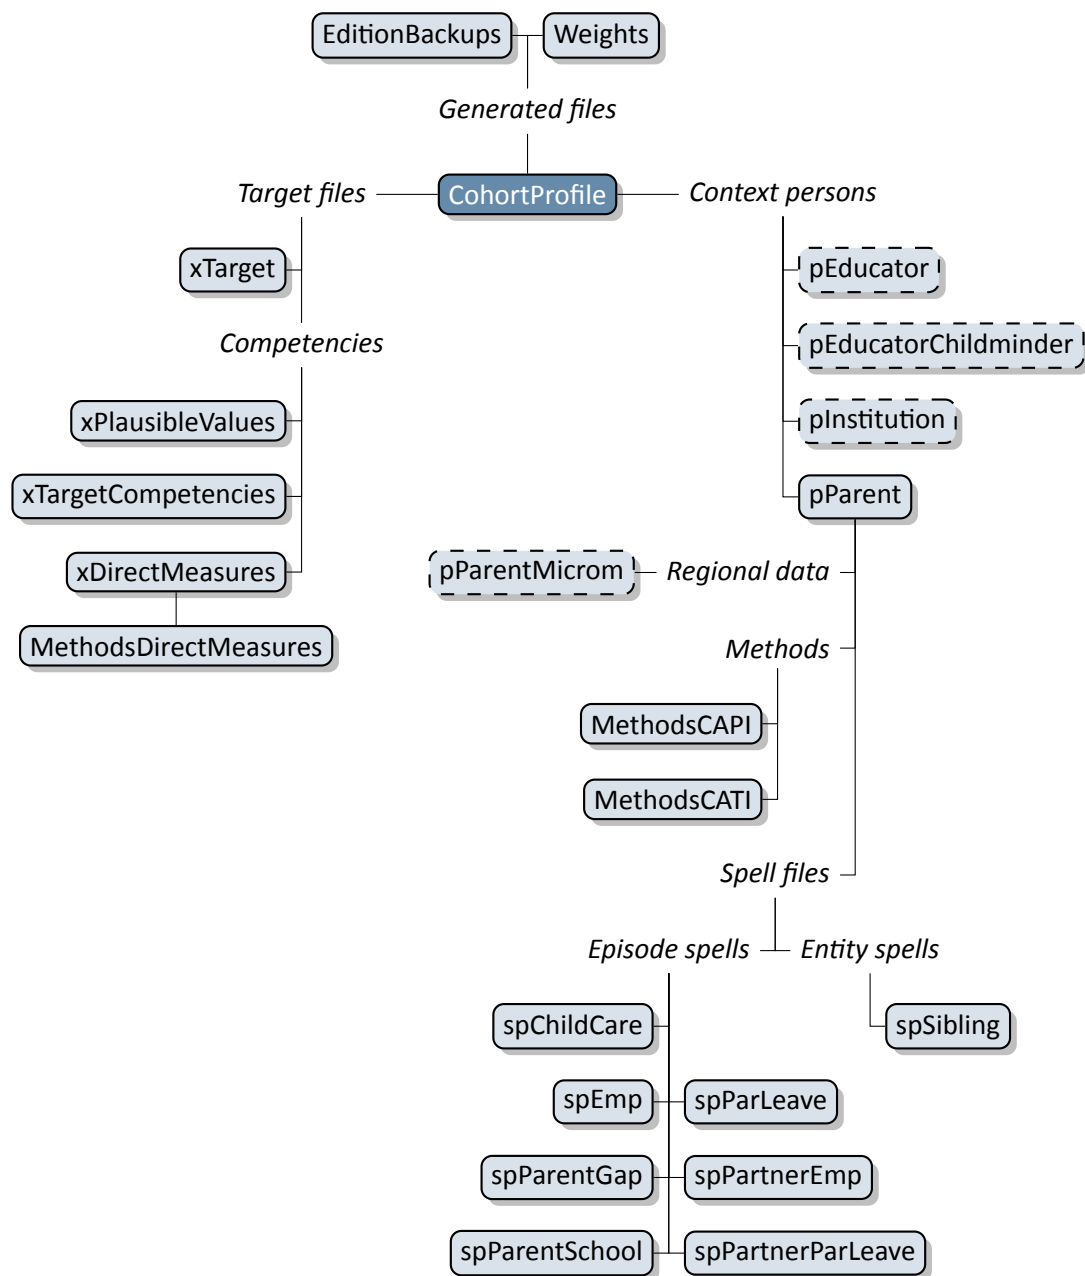 EditionBackups Weights
Generated files
Target files CohortProfile Context persons
xTarget pEducator
Competencies pEducatorChildminder
xPlausibleValues pInstitution
xTargetCompetencies pParent
xDirectMeasures pParentMicrom Regional data
MethodsDirectMeasures Methods
MethodsCAPI
MethodsCATI
Spell files
Episode spells Entity spells
spChildCare spSibling
spEmp spParLeave
spParentGap spPartnerEmp
spParentSchool spPartnerParLeave